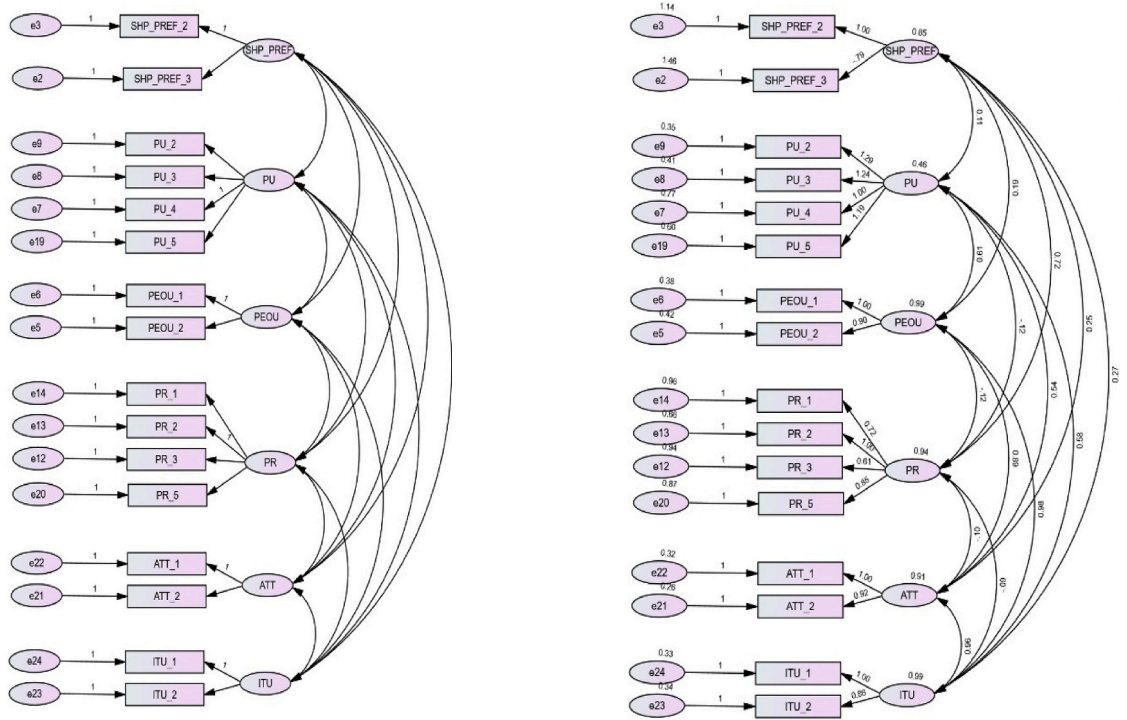 e3 1 SHP_PREF_2 1
SHP_PREF
e2 1 SHP_PREF_3
e9 1 PU_2
e8 1 PU_3
PU
e7 1 PU_4 1
e19 1 PU_5
e6 1 PEOU_1 1
PEOU
e5 1 PEOU_2
e14 1 PR_1
e13 1 PR_2 1
e12 1 PR_3
PR
e20 1 PR_5
e22 1 ATT_1 1
ATT
e21 1 ATT_2
e24 1 ITU_1 1
ITU
e23 1 ITU_2
1.14
e3 1 SHP_PREF_2 1.00 0.85
SHP_PREF
1.46
e2 1 SHP_PREF_3 -.79
0.11
0.35
e9 1 PU_2 1.29 0.46
0.41
e8 1 PU_3 1.24 PU
0.19
0.77
e7 1 PU_4 1.00
e19 1 PU_5 1.19
0.61
0.72
0.38
e6 1 PEOU_1 1.00 0.99
PEOU
0.42
e5 1 PEOU_2 0.90
-.12
0.25
0.27
0.96
e14 1 PR_1 0.72
-.12
0.54
e13 1 PR_2 1.00
0.58
0.94
e12 1 PR_3 0.61 0.94
PR
0.89
0.87
e20 1 PR_5 0.85
0.98
-.10
0.32
e22 1 ATT_1 1.00 0.91
ATT
-.09
e21 1 ATT_2 0.92
0.96
0.33
e24 1 ITU_1 1.00 0.99
ITU
0.34
e23 1 ITU_2 0.86